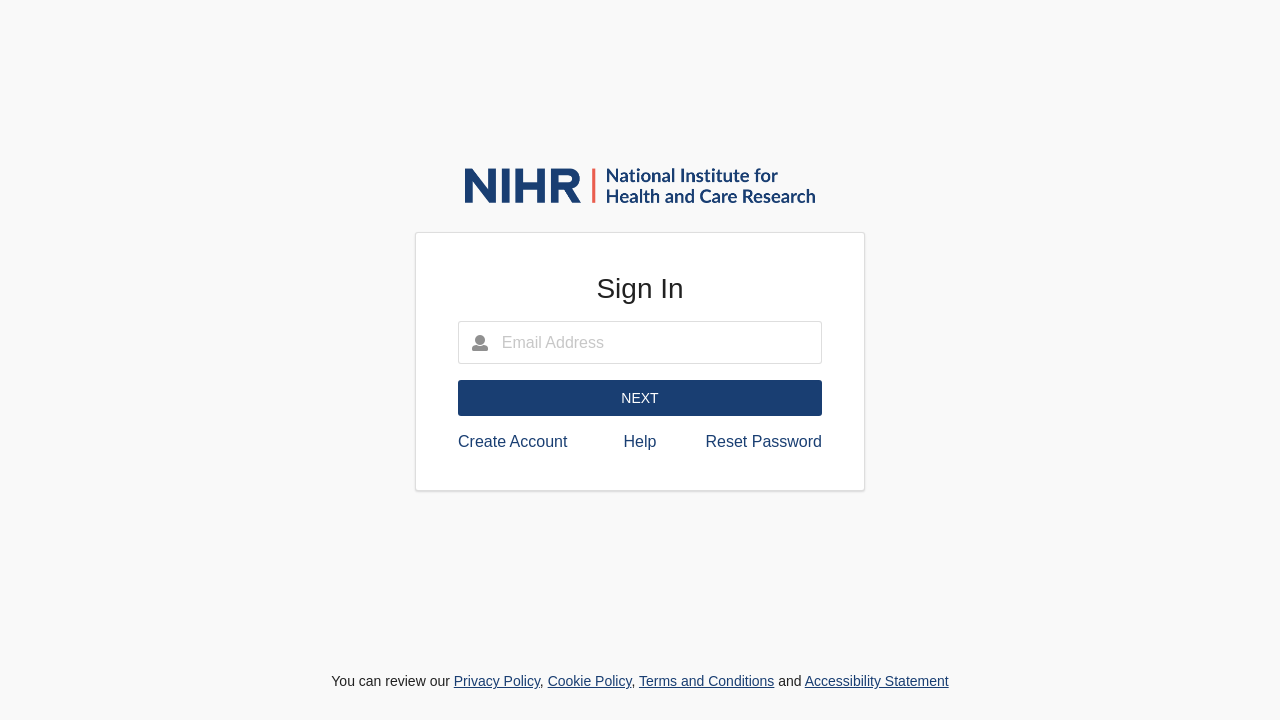 NIHR | National Institute for
Health and Care Research
Sign In
Email Address
NEXT
Create Account Help Reset Password
You can review our Privacy Policy, Cookie Policy, Terms and Conditions and Accessibility Statement